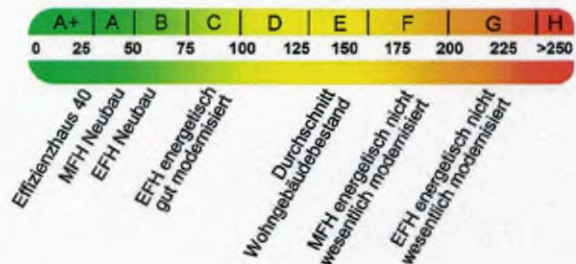 A+ A B C D E F G H
0 25 50 75 100 125 150 175 200 225 >250
Effizienzhaus 40
MFH Neubau
EFH Neubau
EFH energetisch
gut modernisiert
Durchschnitt
Wohngebäudebestand
MFH energetisch nicht
wesentlich modernisiert
EFH energetisch nicht
wesentlich modernisiert